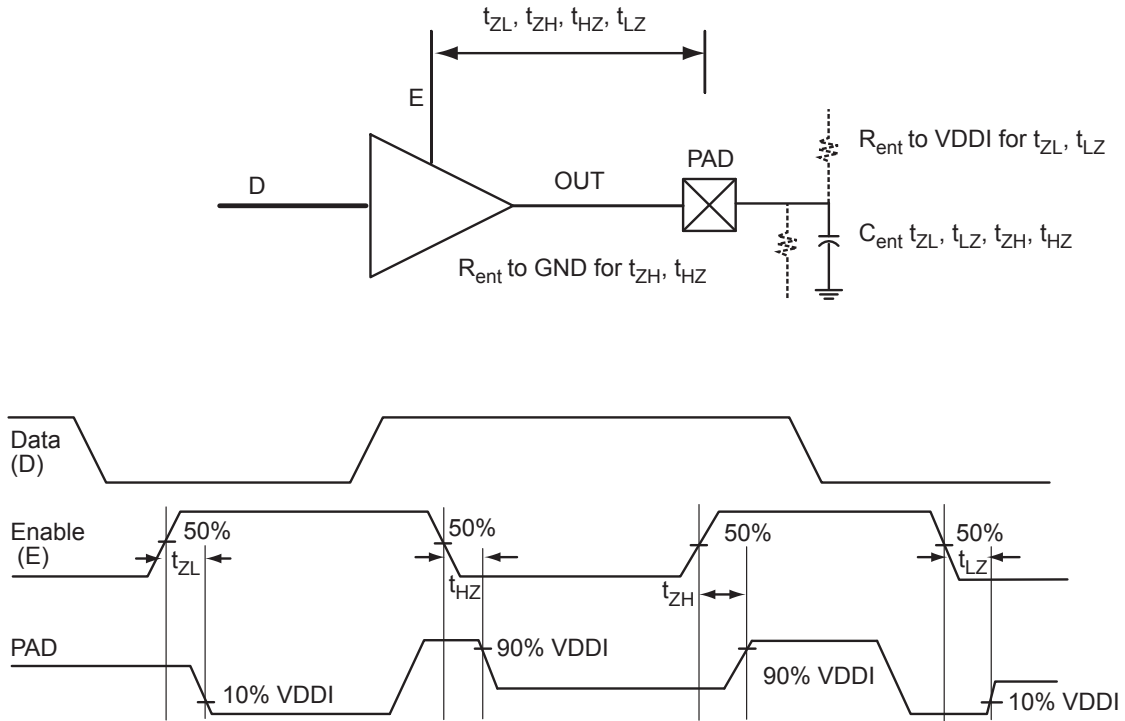 tZL, tZH, tHZ, tLZ
E
D
OUT
PAD
Rent to VDDI for tZL, tLZ
Cent tZL, tLZ, tZH, tHZ
Rent to GND for tZH, tHZ
Data
(D)
Enable
(E)
50%
50%
50%
50%
tZL
tHZ
tZH
tLZ
PAD
10% VDDI
90% VDDI
90% VDDI
10% VDDI